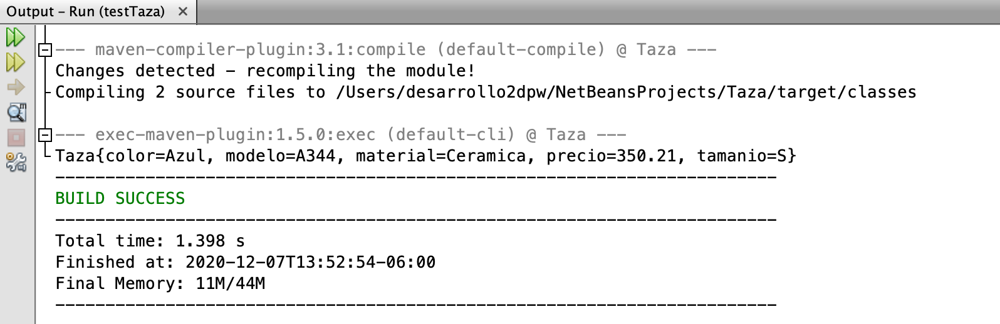 Output – Run (testTaza) ×
--- maven-compiler-plugin:3.1:compile (default-compile) @ Taza ---
Changes detected - recompiling the module!
Compiling 2 source files to /Users/desarrollo2dpw/NetBeansProjects/Taza/target/classes
--- exec-maven-plugin:1.5.0:exec (default-cli) @ Taza ---
Taza{color=Azul, modelo=A344, material=Ceramica, precio=350.21, tamanio=S}
------------------------------------------------------------------------
BUILD SUCCESS
------------------------------------------------------------------------
Total time: 1.398 s
Finished at: 2020-12-07T13:52:54-06:00
Final Memory: 11M/44M
------------------------------------------------------------------------